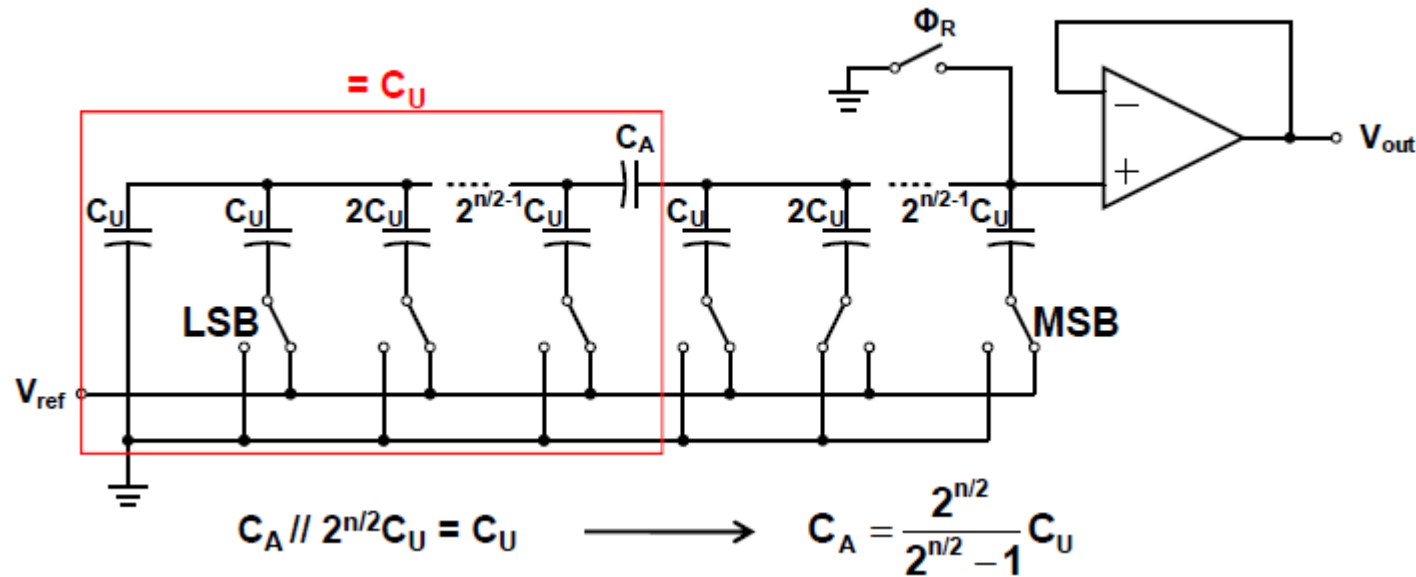 Φ_R
= C_U
C_A
−
+
V_out
C_U C_U 2C_U 2^{n/2-1}C_U C_U 2C_U 2^{n/2-1}C_U
LSB MSB
V_ref
C_A // 2^{n/2}C_U = C_U → C_A = \frac{2^{n/2}}{2^{n/2} − 1} C_U